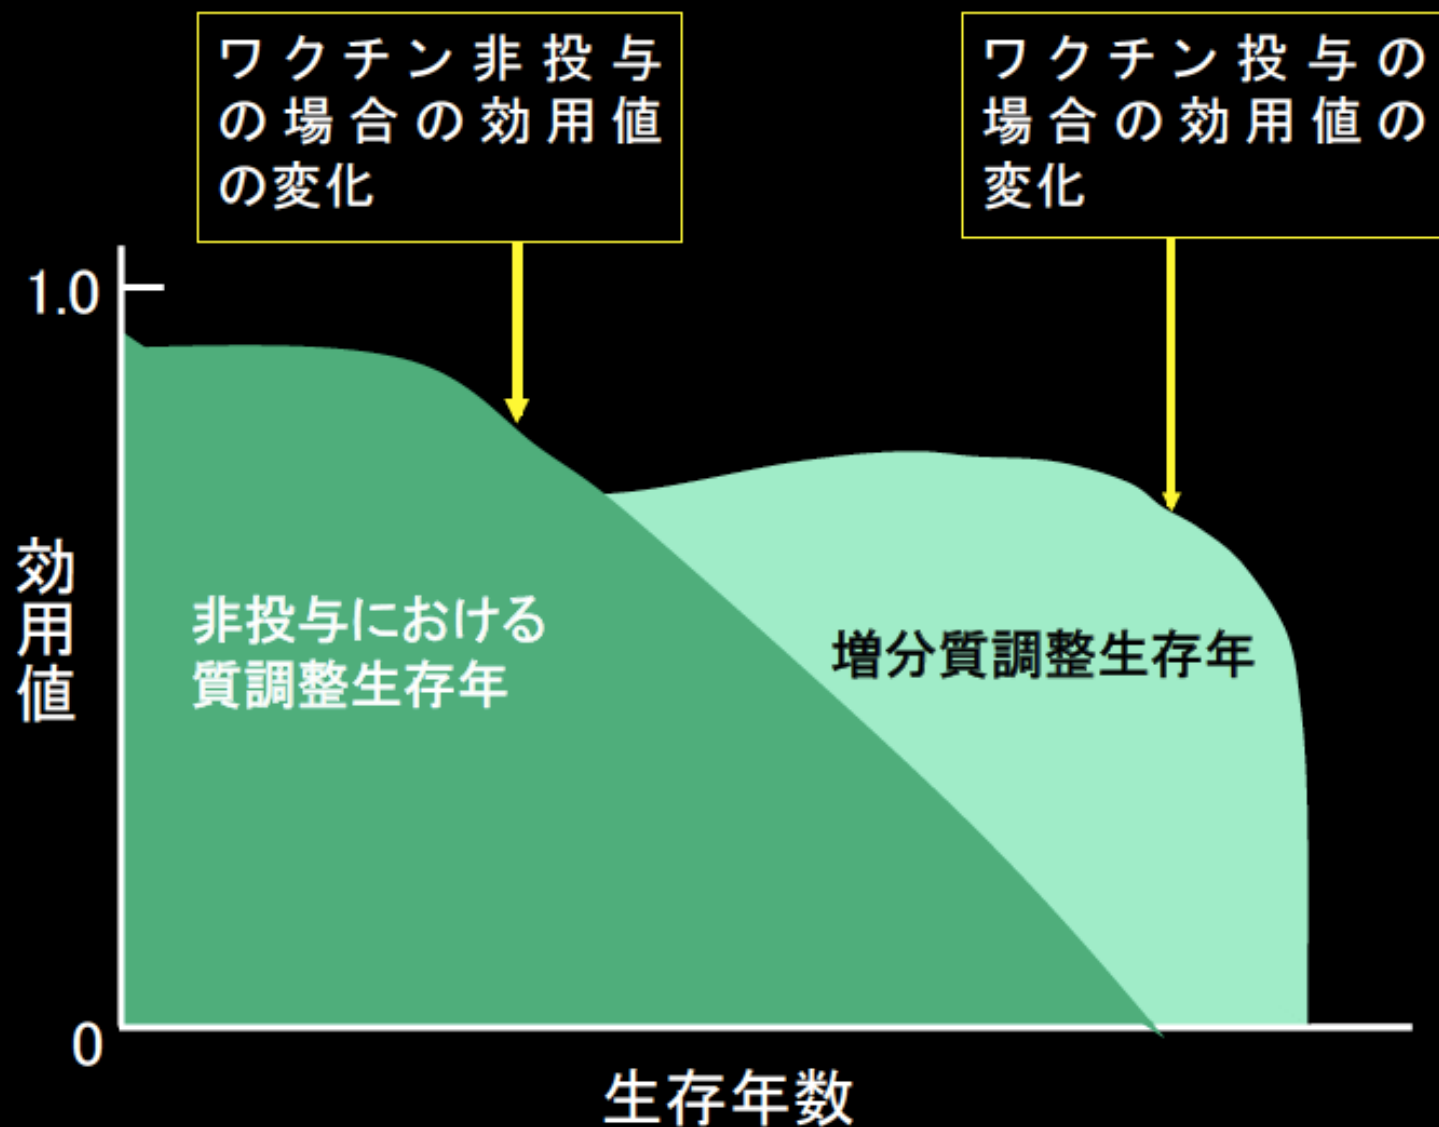 ワクチン非投与
の場合の効用値
の変化
ワクチン投与の
場合の効用値の
変化
1.0
効用値
非投与における
質調整生存年
増分質調整生存年
0
生存年数